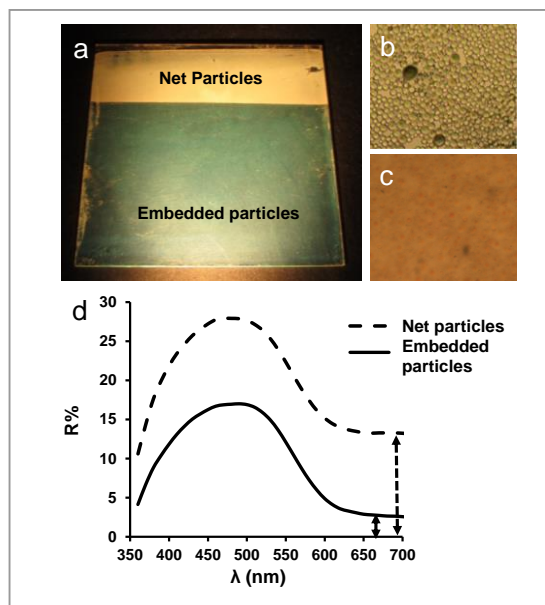 a
Net Particles
Embedded particles
b
c
d
30
25
20
15
10
5
0
R%
350 400 450 500 550 600 650 700
λ (nm)
Net particles
Embedded
particles